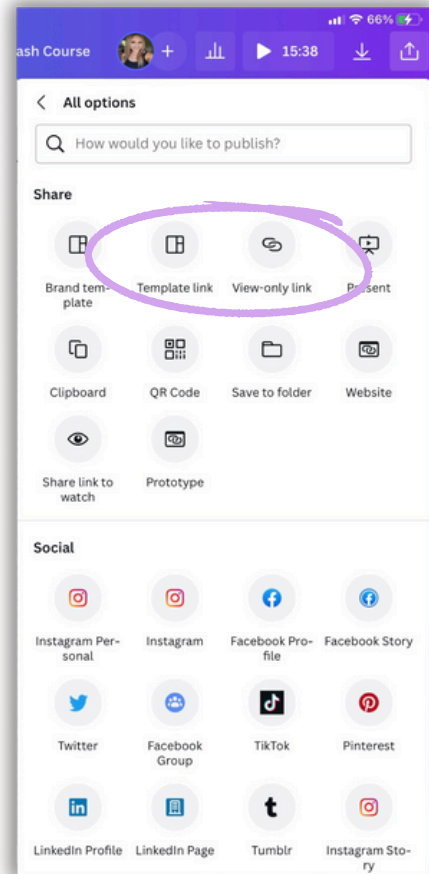 66%
ash Course
15:38
All options
How would you like to publish?
Share
Brand tem-
plate
Template link
View-only link
Present
Clipboard
QR Code
Save to folder
Website
Share link to
watch
Prototype
Social
Instagram Per-
sonal
Instagram
Facebook Pro-
file
Facebook Story
Twitter
Facebook
Group
TikTok
Pinterest
LinkedIn Profile
LinkedIn Page
Tumblr
Instagram Sto-
ry